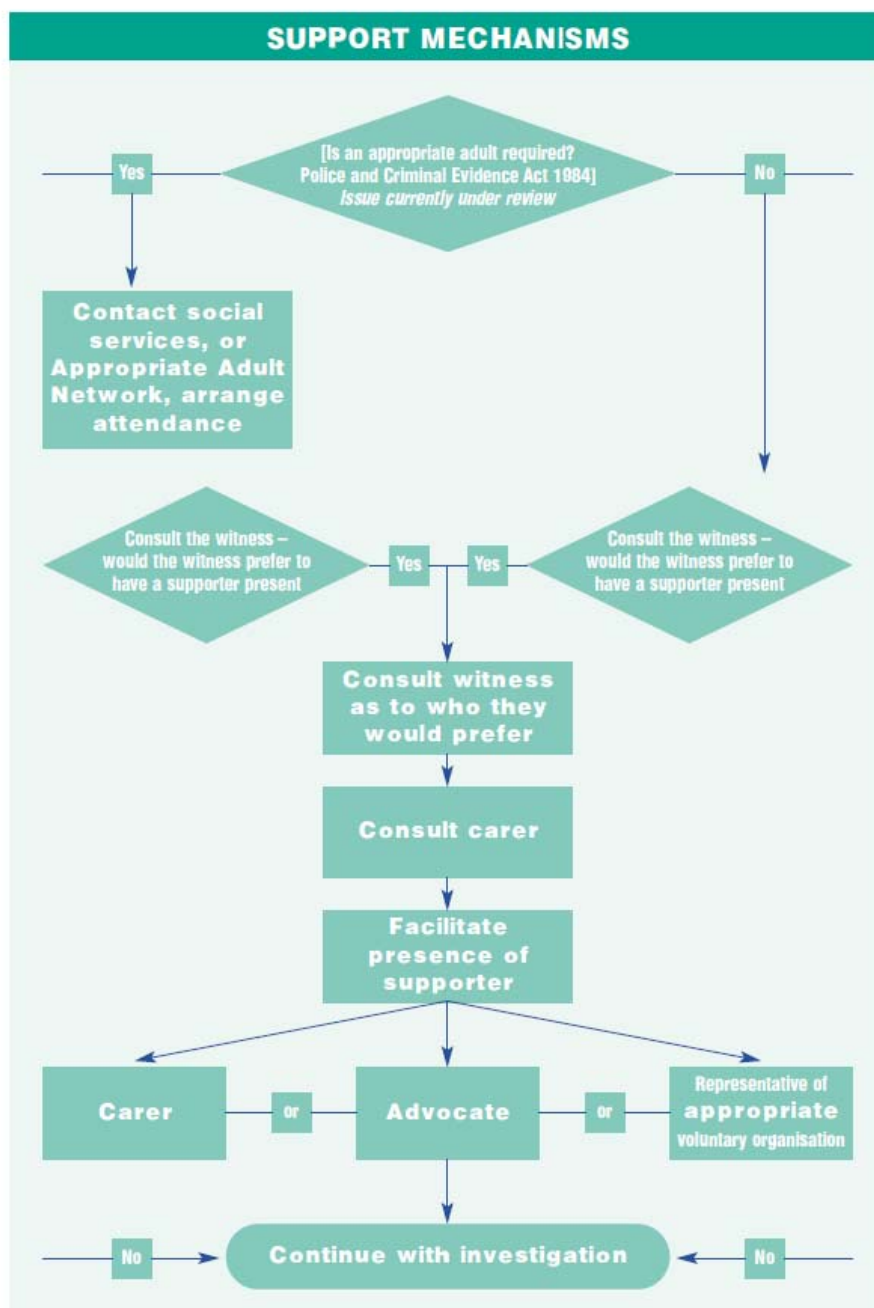 SUPPORT MECHANISMS
[Is an appropriate adult required?
Police and Criminal Evidence Act 1984]
Issue currently under review
Yes
No
Contact social
services, or
Appropriate Adult
Network, arrange
attendance
Consult the witness –
would the witness prefer to
have a supporter present
Yes
Yes
Consult the witness –
would the witness prefer to
have a supporter present
Consult witness
as to who they
would prefer
Consult carer
Facilitate
presence of
supporter
Carer
or
Advocate
or
Representative of
appropriate
voluntary organisation
No
Continue with investigation
No